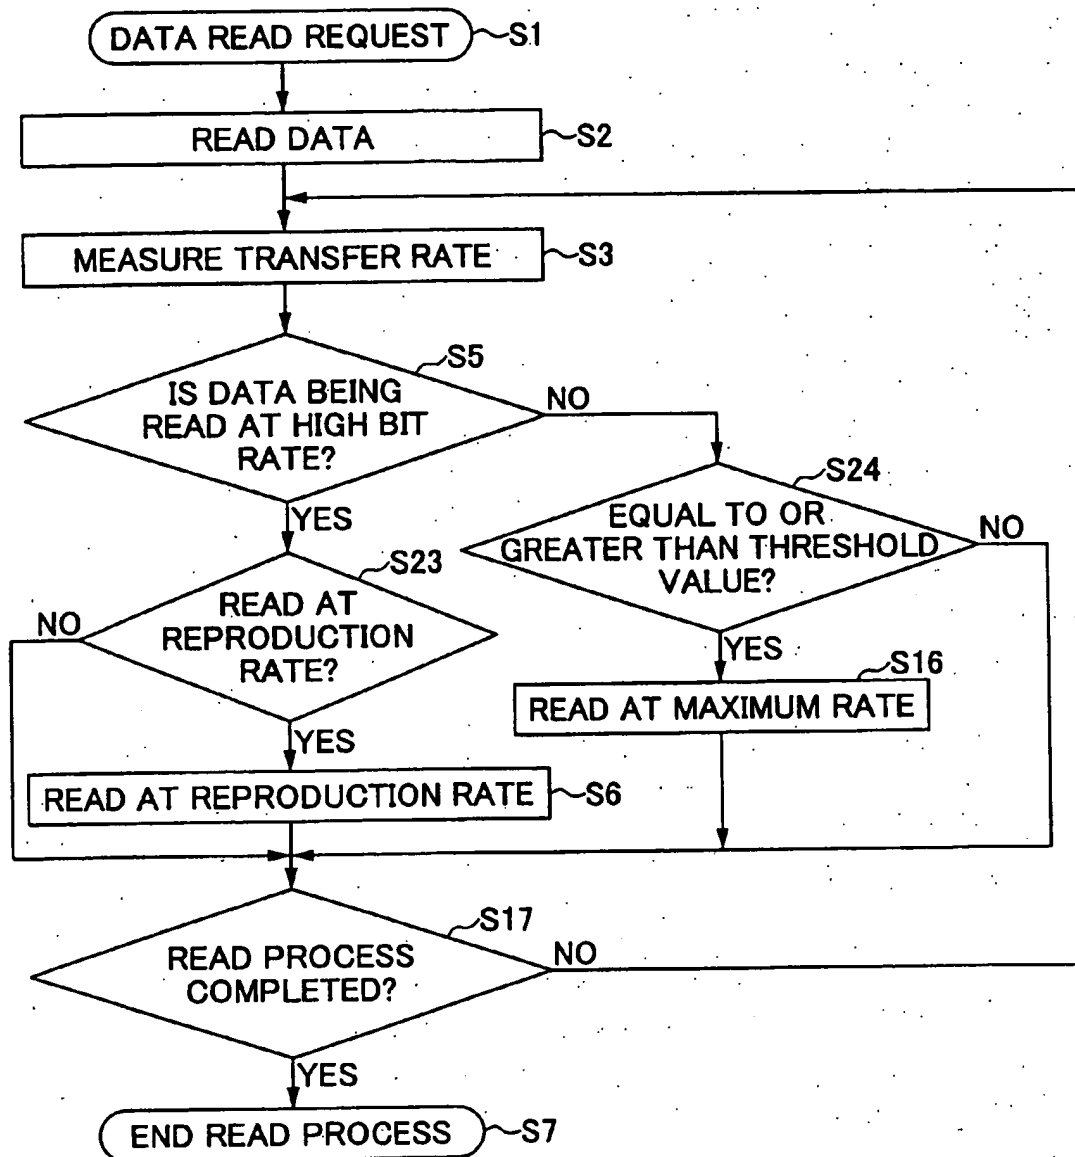 DATA READ REQUEST
S1
READ DATA
S2
MEASURE TRANSFER RATE
S3
S5
IS DATA BEING
READ AT HIGH BIT
RATE?
NO
YES
S24
EQUAL TO OR
GREATER THAN THRESHOLD
VALUE?
NO
YES
S23
READ AT
REPRODUCTION
RATE?
NO
YES
S16
READ AT MAXIMUM RATE
READ AT REPRODUCTION RATE
S6
S17
READ PROCESS
COMPLETED?
NO
YES
END READ PROCESS
S7